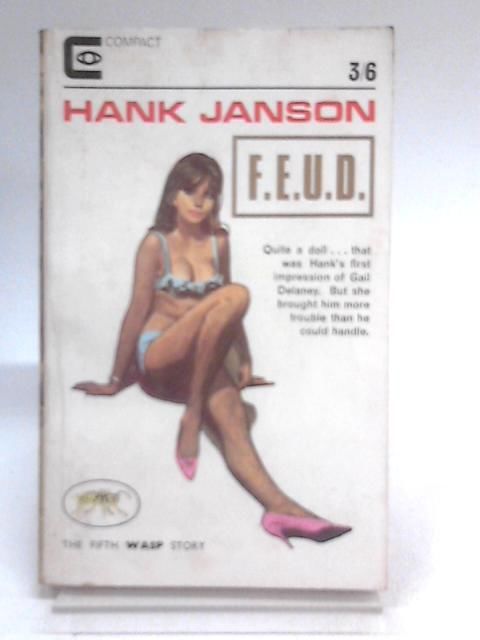 COMPACT
3/6
HANK JANSON
F.E.U.D.
Quite a doll . . . that
was Hank's first
impression of Gail
Delaney. But she
brought him more
trouble than he
could handle.
THE FIFTH WASP STORY